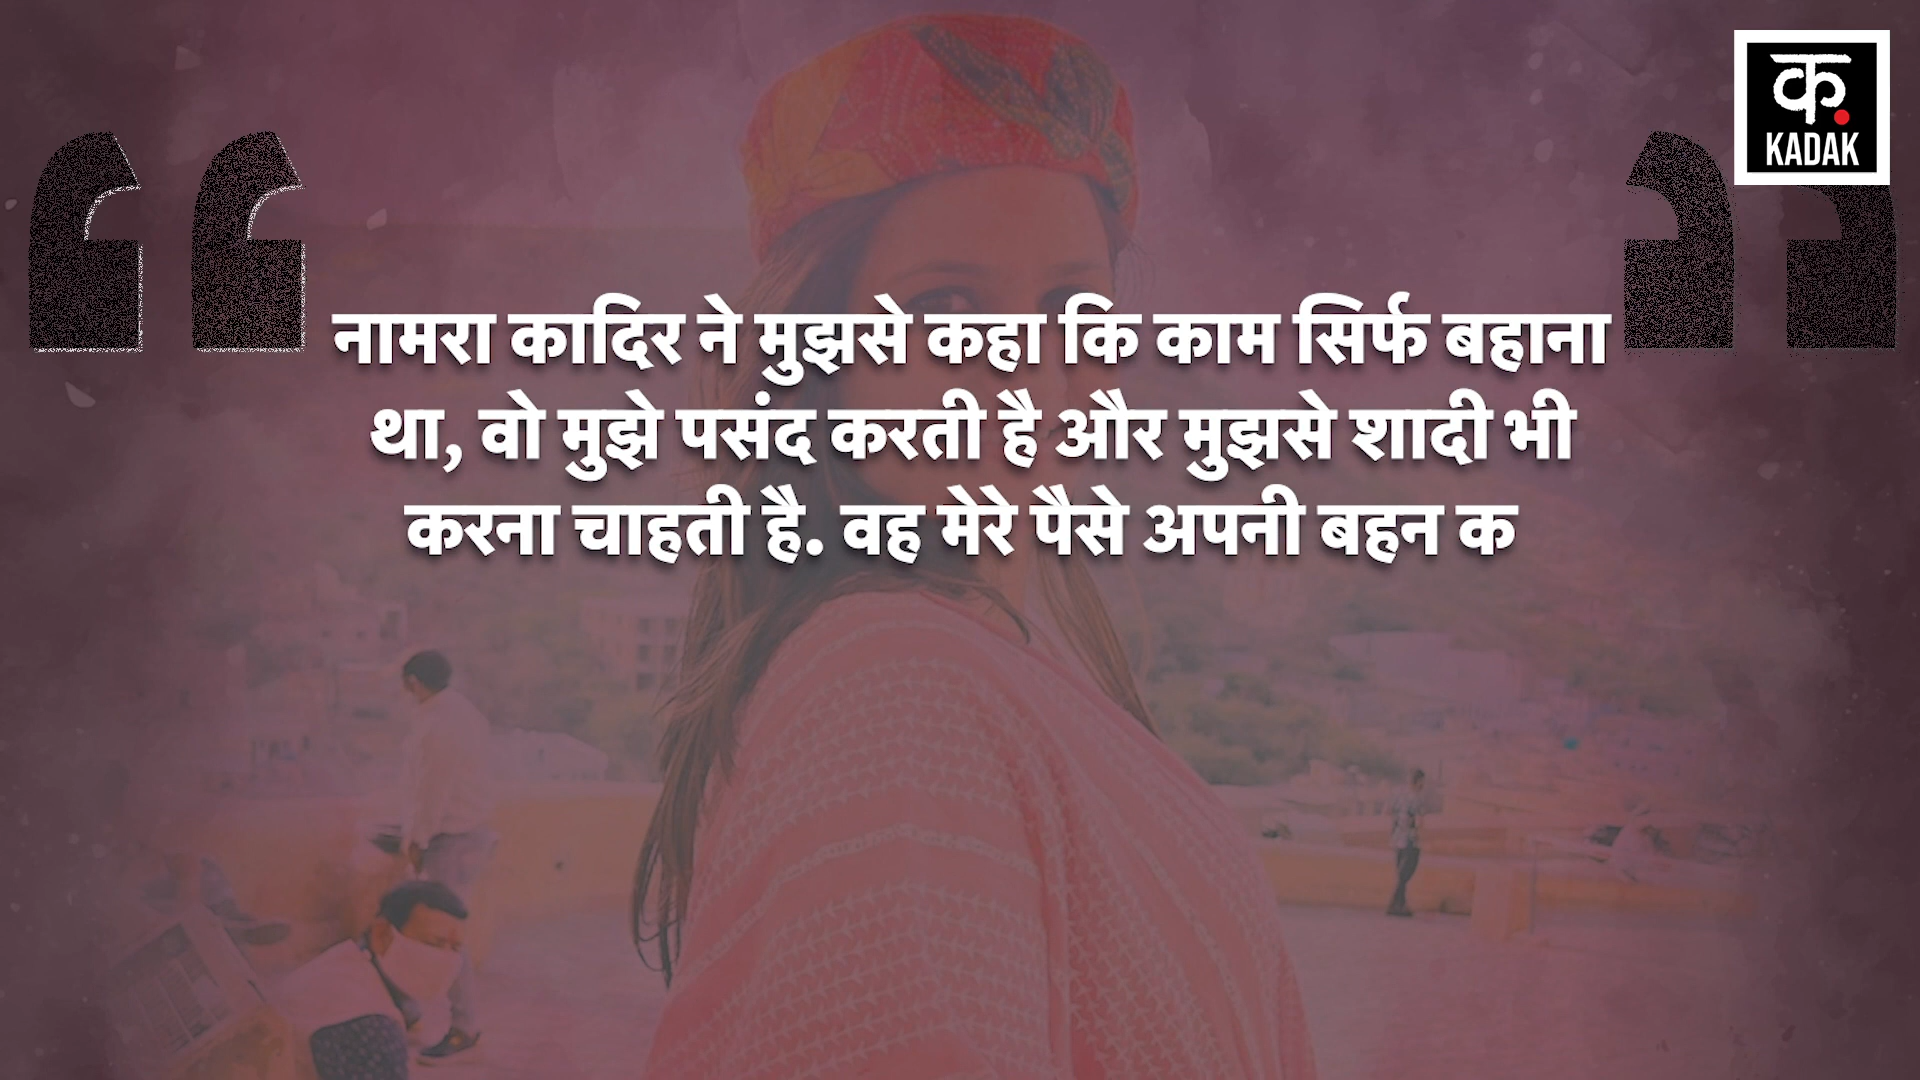 क
KADAK
नामरा कादिर ने मुझसे कहा कि काम सिर्फ बहाना
था, वो मुझे पसंद करती है और मुझसे शादी भी
करना चाहती है. वह मेरे पैसे अपनी बहन क